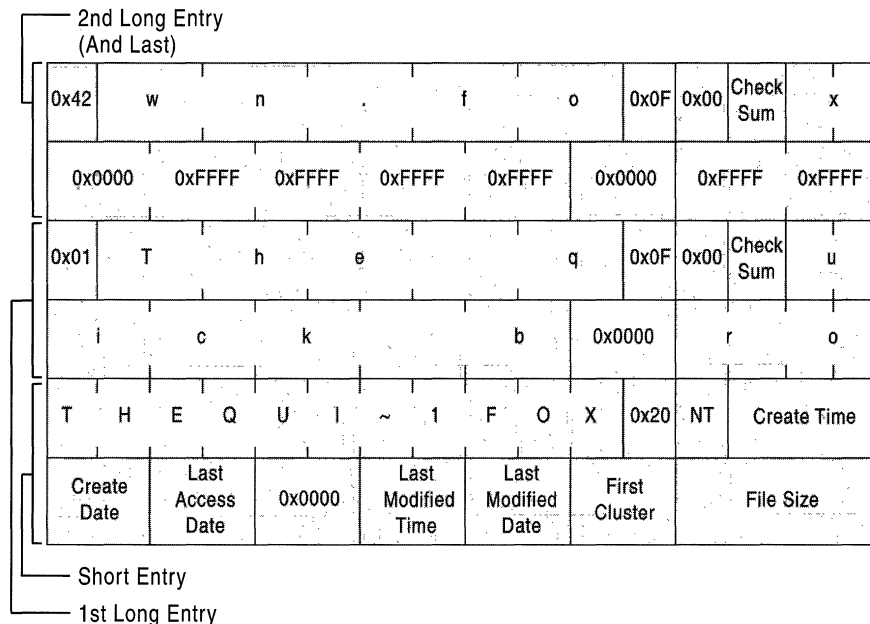 2nd Long Entry
(And Last)
0x42 w n . f o 0x0F 0x00 Check Sum x
0x0000 0xFFFF 0xFFFF 0xFFFF 0xFFFF 0x0000 0xFFFF 0xFFFF
0x01 T h e q 0x0F 0x00 Check Sum u
i c k b 0x0000 r o
T H E Q U I ~ 1 F O X 0x20 NT Create Time
Create Date Last Access Date 0x0000 Last Modified Time Last Modified Date First Cluster File Size
Short Entry
1st Long Entry